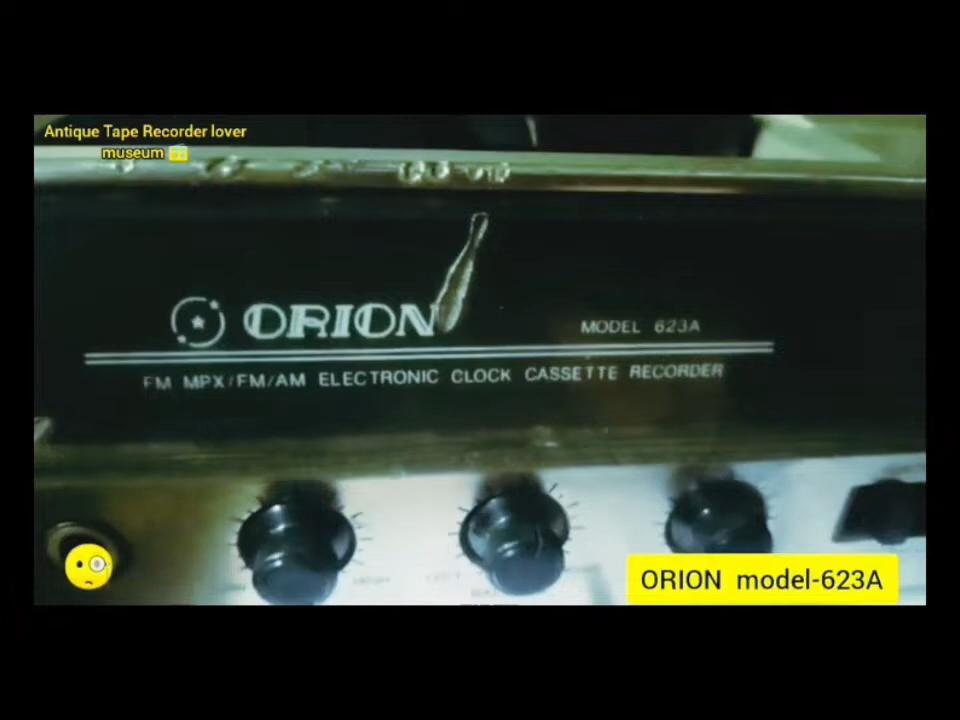 Antique Tape Recorder lover
museum 📻
ORION
MODEL 623A
FM MPX/FM/AM ELECTRONIC CLOCK CASSETTE RECORDER
ORION model-623A